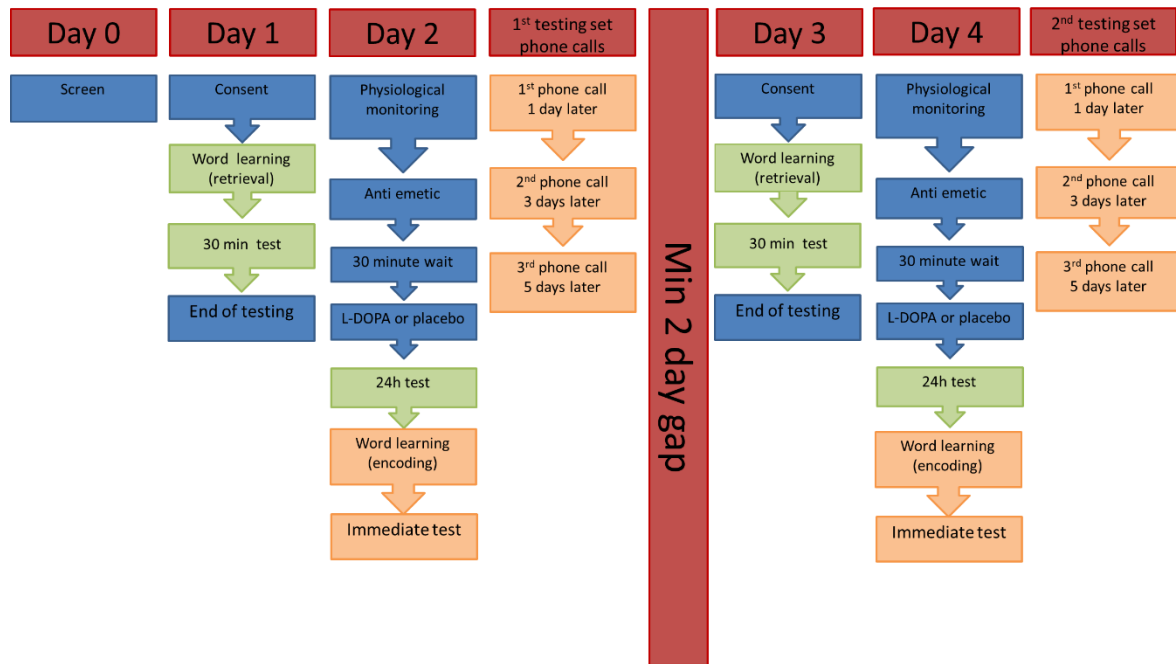 Day 0
Screen
Day 1
Consent
Word learning
(retrieval)
30 min test
End of testing
Day 2
Physiological
monitoring
Anti emetic
30 minute wait
L-DOPA or placebo
24h test
Word learning
(encoding)
Immediate test
1st testing set
phone calls
1st phone call
1 day later
2nd phone call
3 days later
3rd phone call
5 days later
Min 2 day gap
Day 3
Consent
Word learning
(retrieval)
30 min test
End of testing
Day 4
Physiological
monitoring
Anti emetic
30 minute wait
L-DOPA or placebo
24h test
Word learning
(encoding)
Immediate test
2nd testing set
phone calls
1st phone call
1 day later
2nd phone call
3 days later
3rd phone call
5 days later